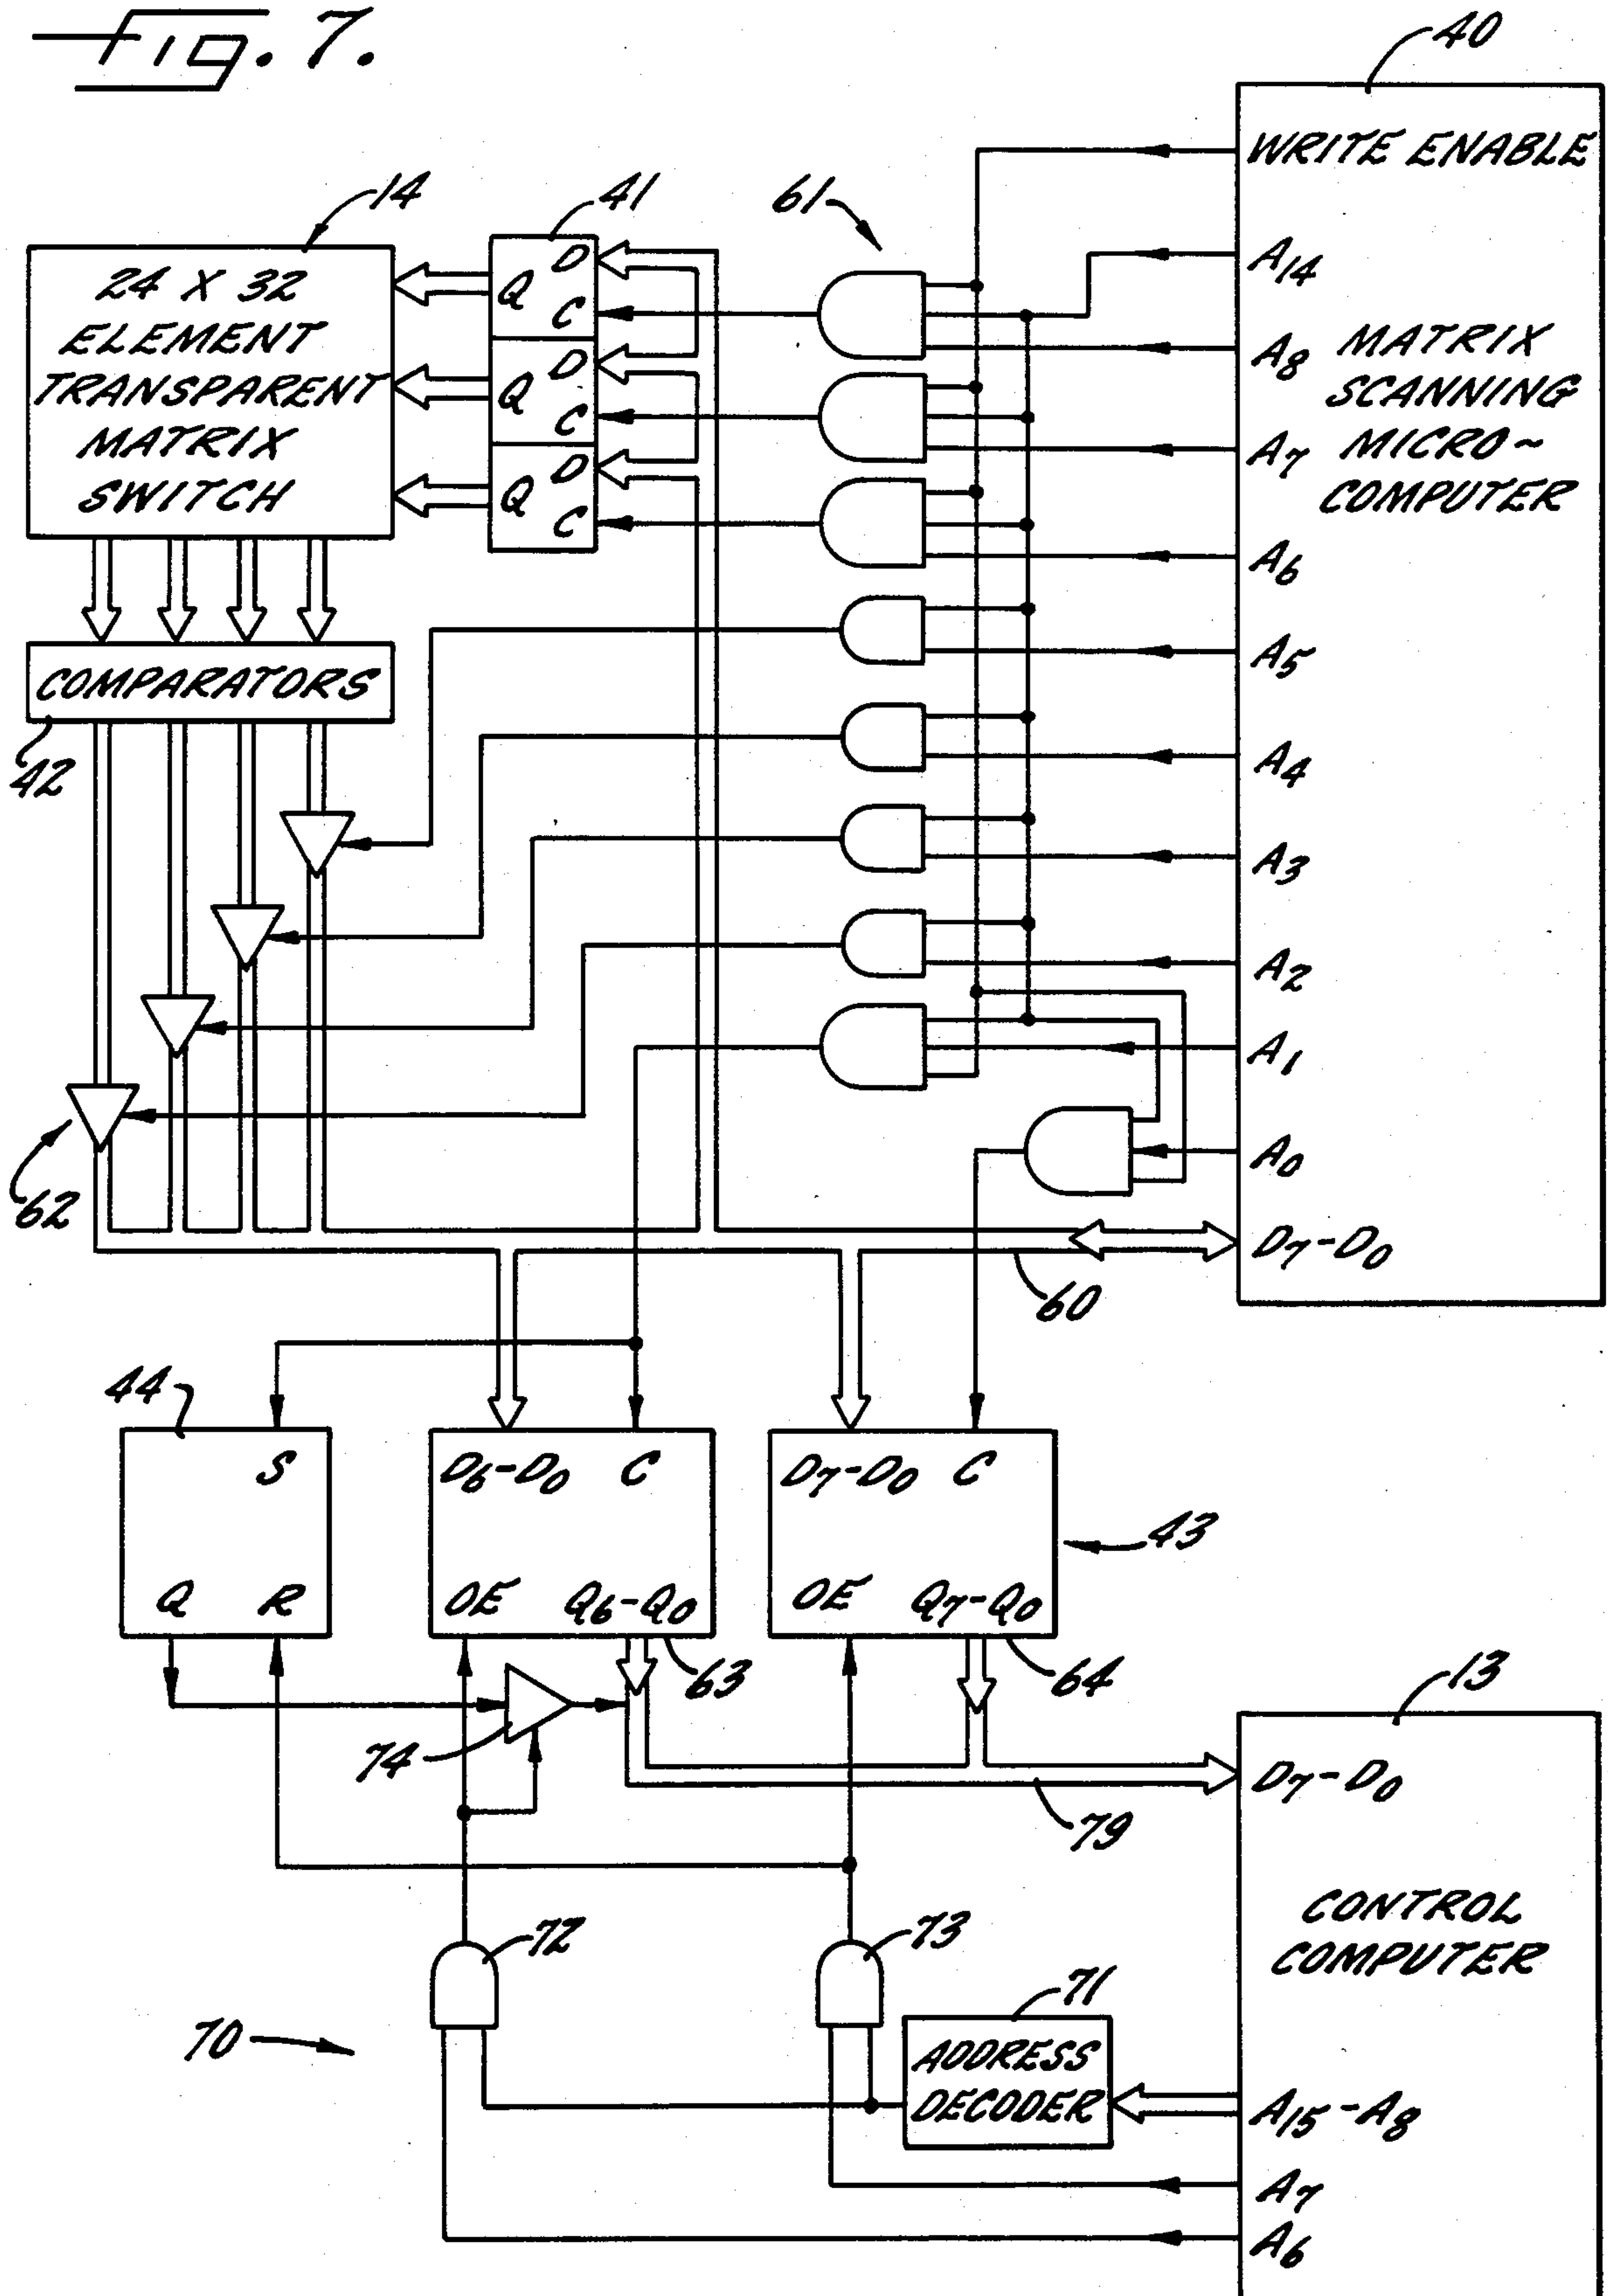 Fig. 7.
40
WRITE ENABLE
14
41
61
A14
24 X 32
ELEMENT
TRANSPARENT
MATRIX
SWITCH
Q D
C
Q D
C
Q D
C
A8
MATRIX
SCANNING
MICRO~
COMPUTER
A7
A6
A5
COMPARATORS
42
A4
A3
A2
A1
A0
62
D7-D0
60
44
S
Q R
D6-D0 C
OE Q6-Q0
D7-D0 C
OE Q7-Q0
43
63
64
13
74
D7-D0
79
CONTROL
COMPUTER
72
73
71
70
ADDRESS
DECODER
A15-A8
A7
A6